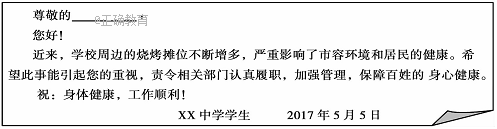 尊敬的
@正确教育
您好!
近来,学校周边的烧烤摊位不断增多,严重影响了市容环境和居民的健康。希
望此事能引起您的重视,责令相关部门认真履职,加强管理,保障百姓的 身心健康。
祝:身体健康,工作顺利!
XX 中学学生 2017 年 5 月 5 日